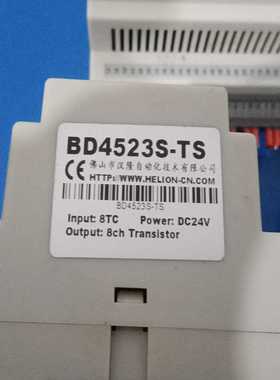 BD4523S-TS
佛山市汉隆自动化技术有限公司
CE HTTP://WWW.HELION-CN.COM
BD4523S-TS
Input: 8TC Power: DC24V
Output: 8ch Transistor